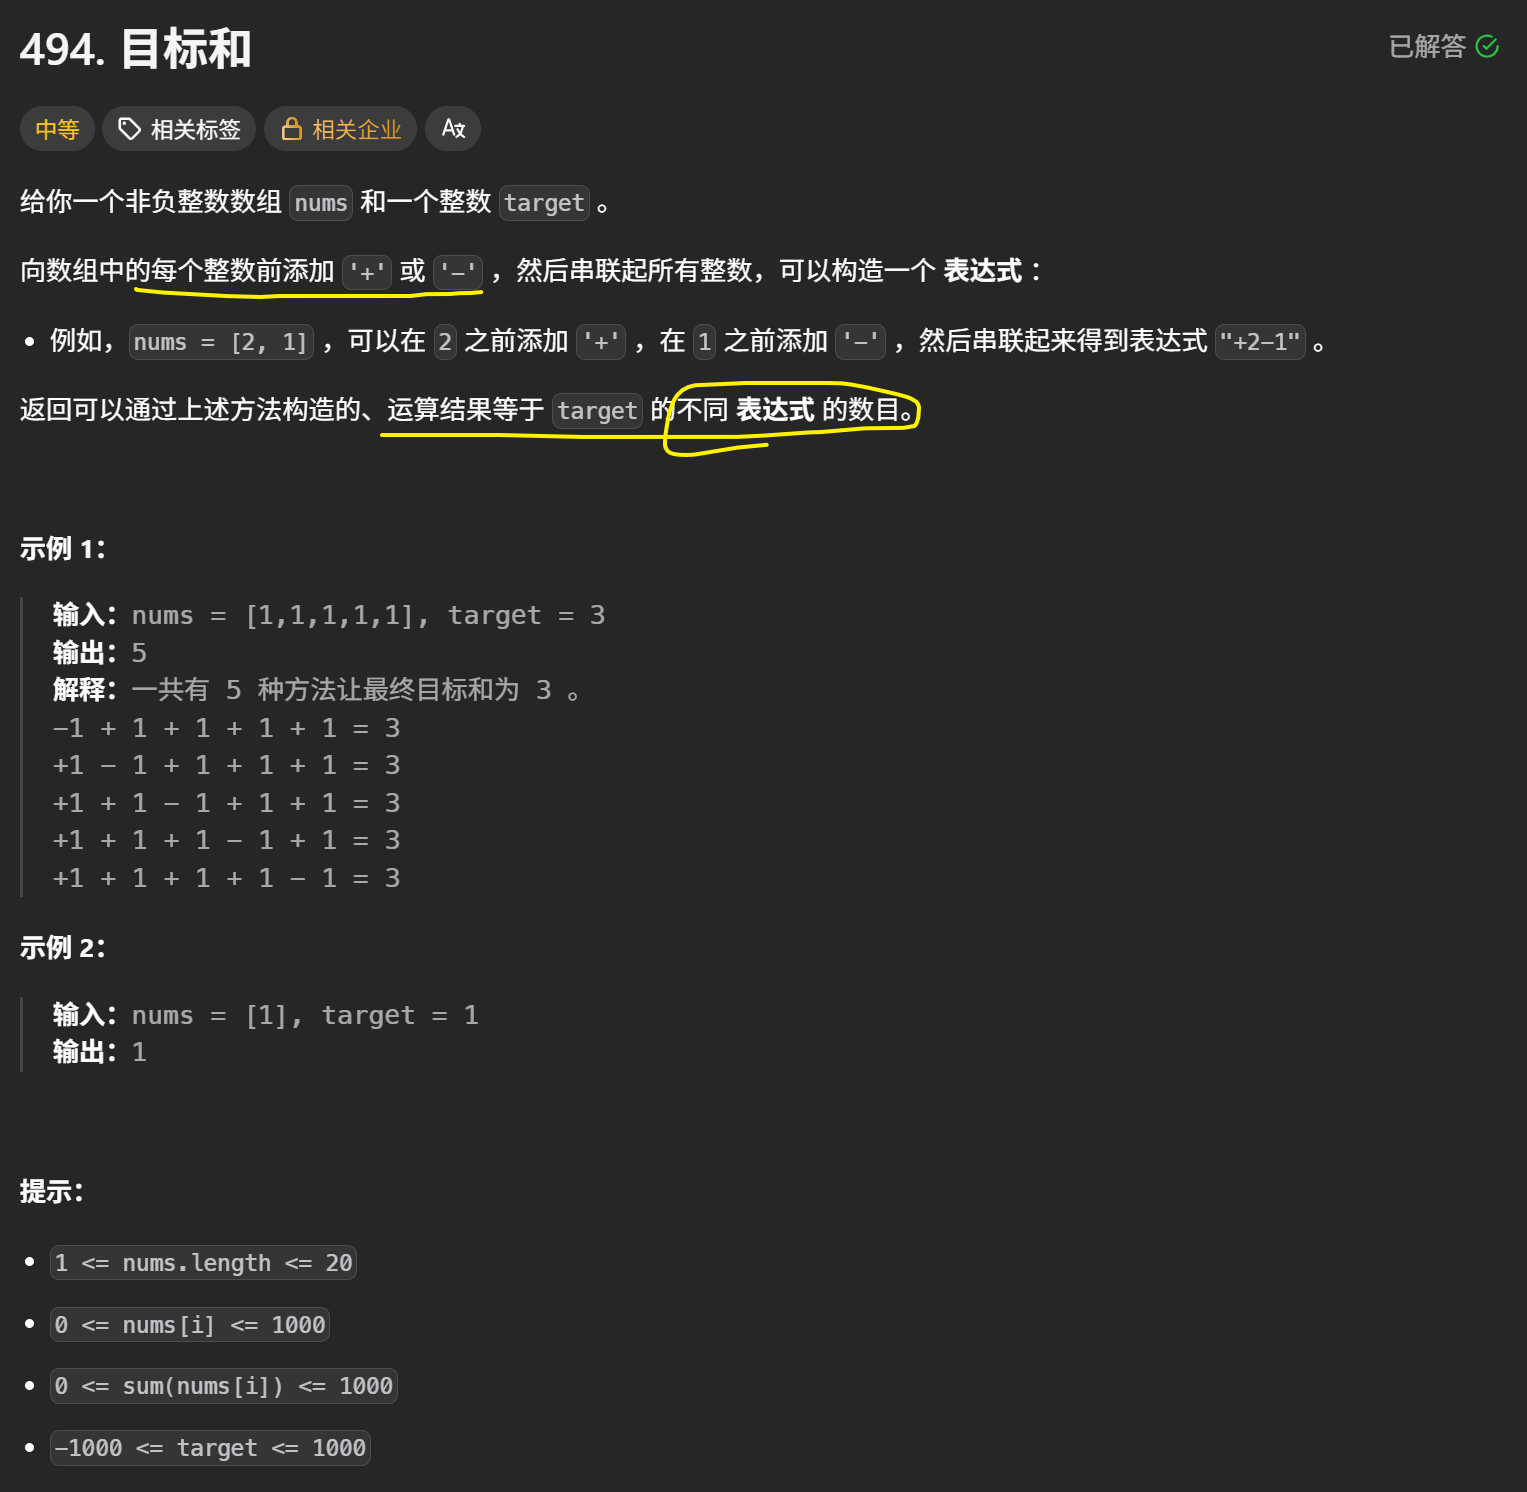 494. 目标和
已解答
中等
相关标签
相关企业
给你一个非负整数数组 nums 和一个整数 target 。
向数组中的每个整数前添加 '+' 或 '-' ，然后串联起所有整数，可以构造一个 表达式 ：
例如，nums = [2, 1] ，可以在 2 之前添加 '+' ，在 1 之前添加 '-' ，然后串联起来得到表达式 "+2-1" 。
返回可以通过上述方法构造的、运算结果等于 target 的不同 表达式 的数目。
示例 1：
输入：nums = [1,1,1,1,1], target = 3
输出：5
解释：一共有 5 种方法让最终目标和为 3 。
-1 + 1 + 1 + 1 + 1 = 3
+1 - 1 + 1 + 1 + 1 = 3
+1 + 1 - 1 + 1 + 1 = 3
+1 + 1 + 1 - 1 + 1 = 3
+1 + 1 + 1 + 1 - 1 = 3
示例 2：
输入：nums = [1], target = 1
输出：1
提示：
1 <= nums.length <= 20
0 <= nums[i] <= 1000
0 <= sum(nums[i]) <= 1000
-1000 <= target <= 1000